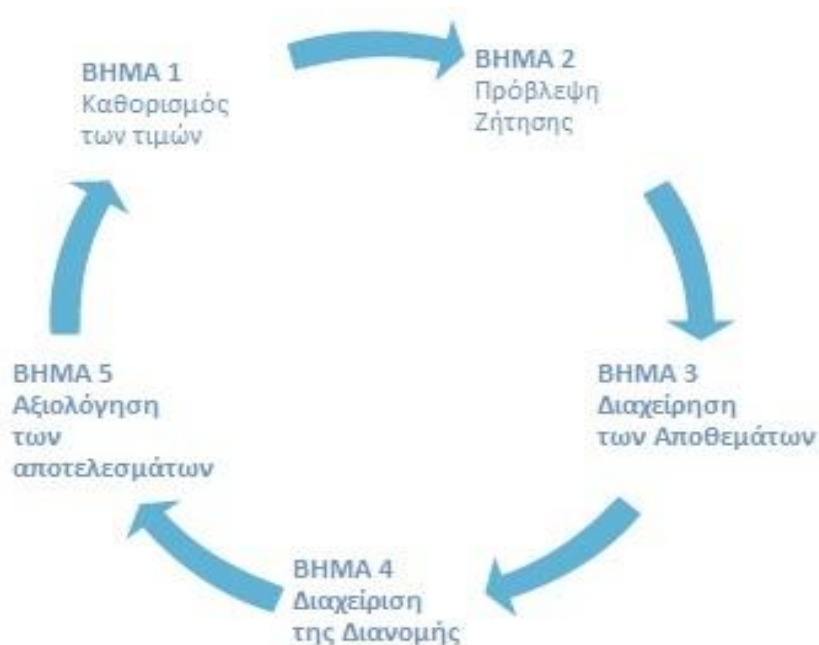 ΒΗΜΑ 1
Καθορισμός
των τιμών
ΒΗΜΑ 2
Πρόβλεψη
Ζήτησης
ΒΗΜΑ 3
Διαχείρηση
των Αποθεμάτων
ΒΗΜΑ 4
Διαχείριση
της Διανομής
ΒΗΜΑ 5
Αξιολόγηση
των
αποτελεσμάτων